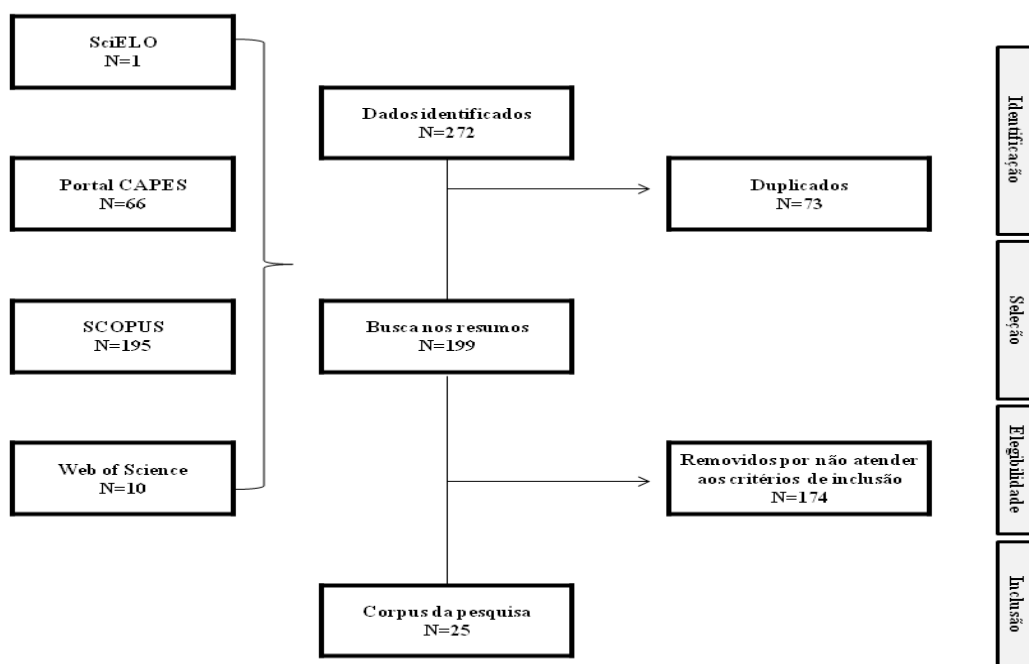 SciELO
N=1
Portal CAPES
N=66
SCOPUS
N=195
Web of Science
N=10
Dados identificados
N=272
Duplicados
N=73
Busca nos resumos
N=199
Removidos por não atender
aos critérios de inclusão
N=174
Corpus da pesquisa
N=25
Identificação
Seleção
Elegibilidade
Inclusão